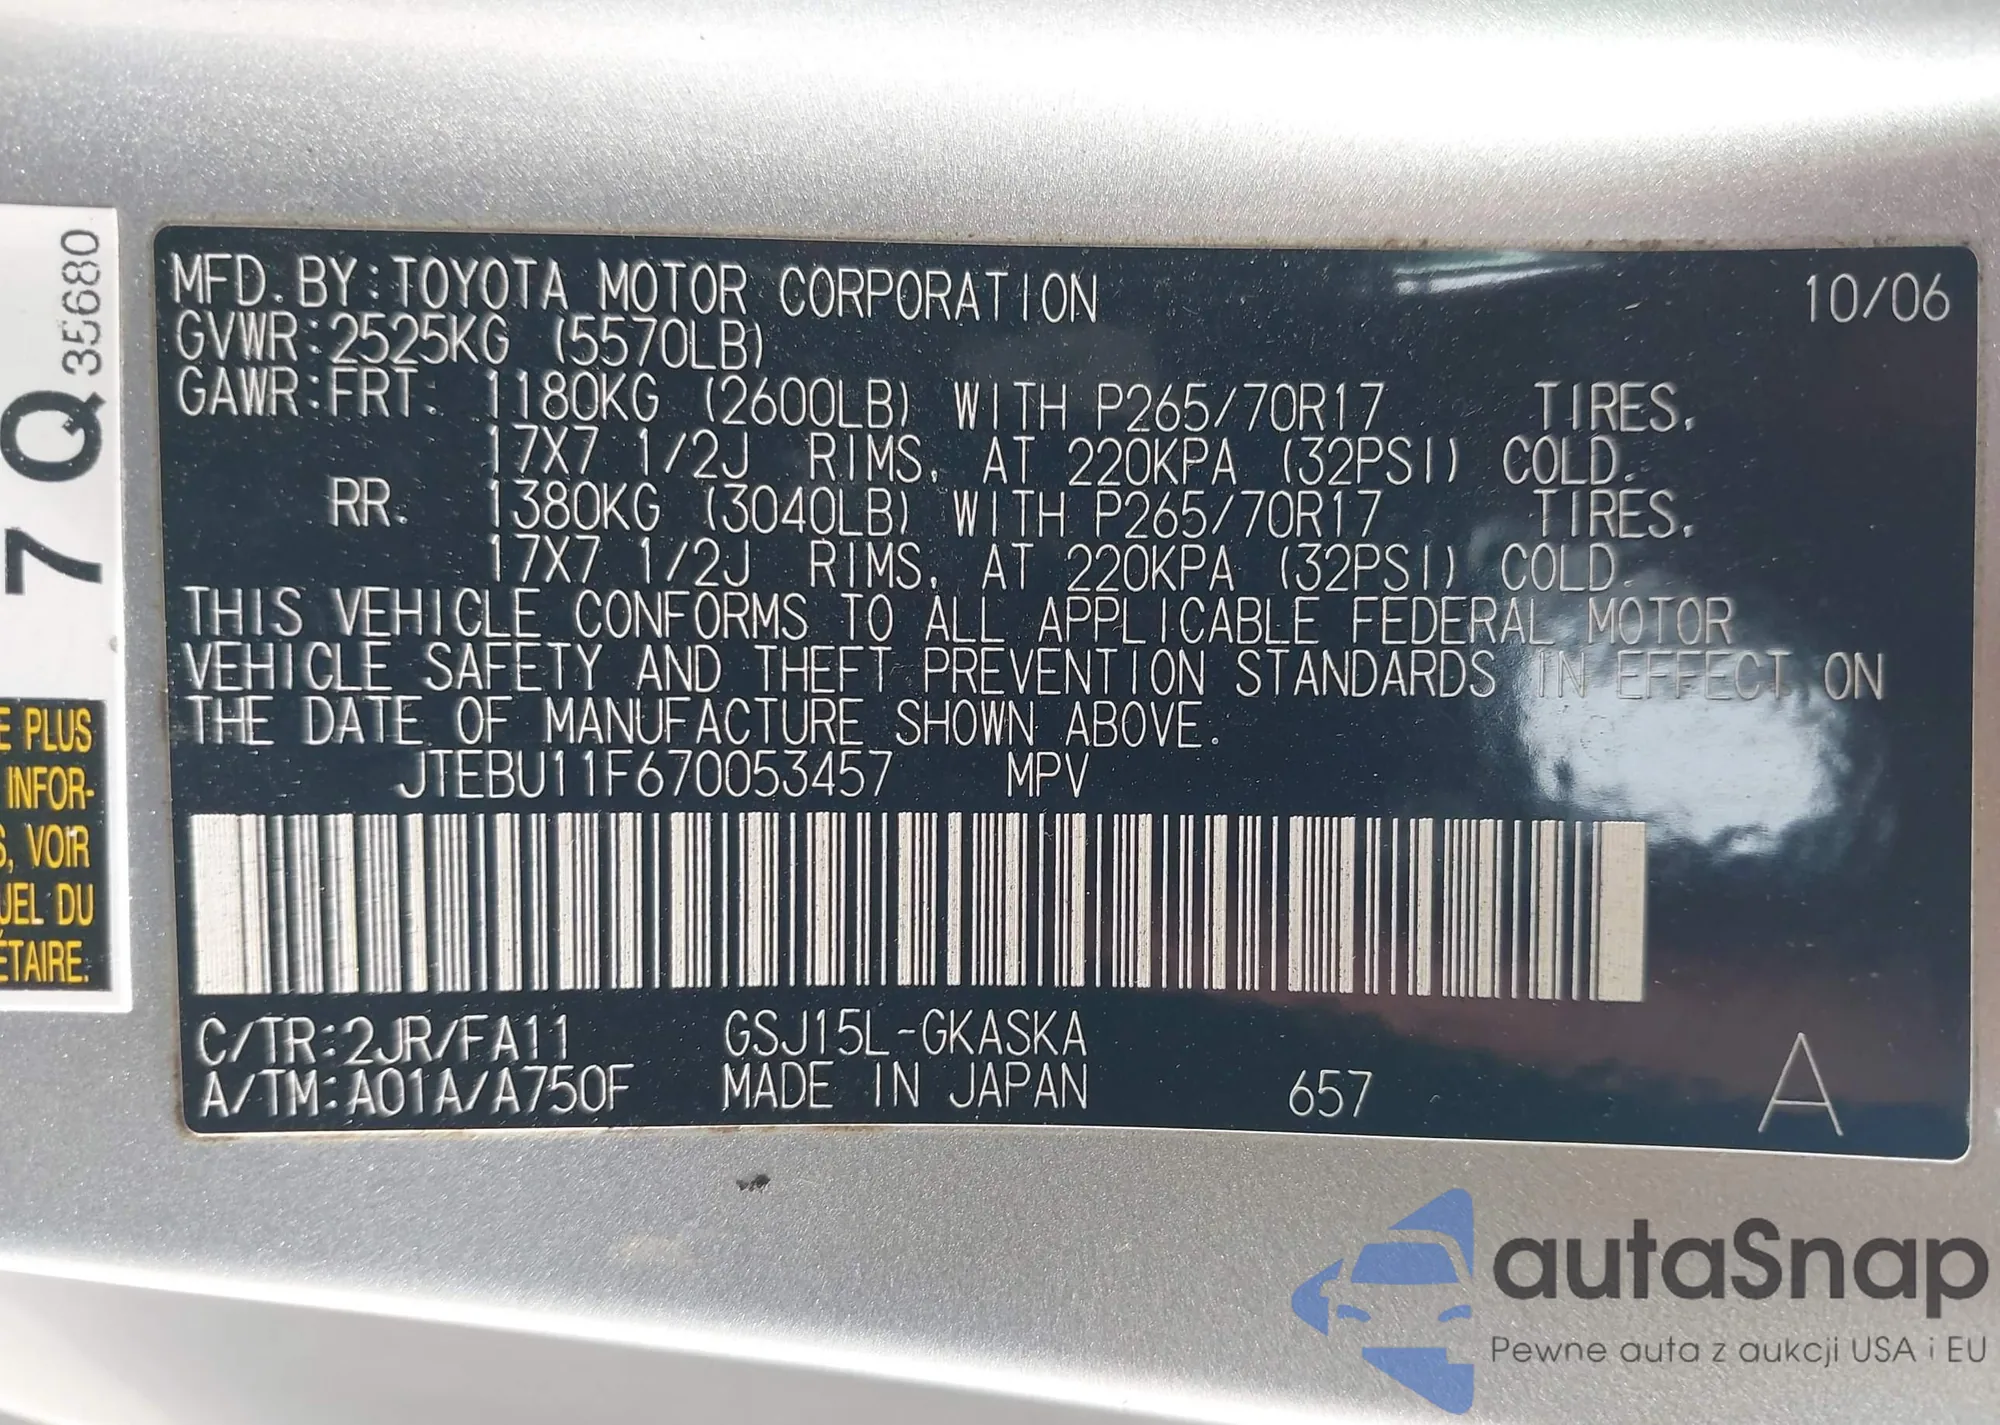 MFD. BY: TOYOTA MOTOR CORPORATION 10/06
GVWR: 2525KG (5570LB)
GAWR: FRT. 1180KG (2600LB) WITH P265/70R17 TIRES,
17X7 1/2J RIMS, AT 220KPA (32PSI) COLD.
RR. 1380KG (3040LB) WITH P265/70R17 TIRES,
17X7 1/2J RIMS, AT 220KPA (32PSI) COLD.
THIS VEHICLE CONFORMS TO ALL APPLICABLE FEDERAL MOTOR
VEHICLE SAFETY AND THEFT PREVENTION STANDARDS IN EFFECT ON
THE DATE OF MANUFACTURE SHOWN ABOVE.
JTEBU11F670053457 MPV
C/TR: 2JR/FA11 GSJ15L-GKASKA
A/TM: A01A/A750F MADE IN JAPAN 657 A
7 Q 35680
E PLUS
INFOR-
S, VOIR
UEL DU
ÉTAIRE.
autaSnap
Pewne auta z aukcji USA i EU